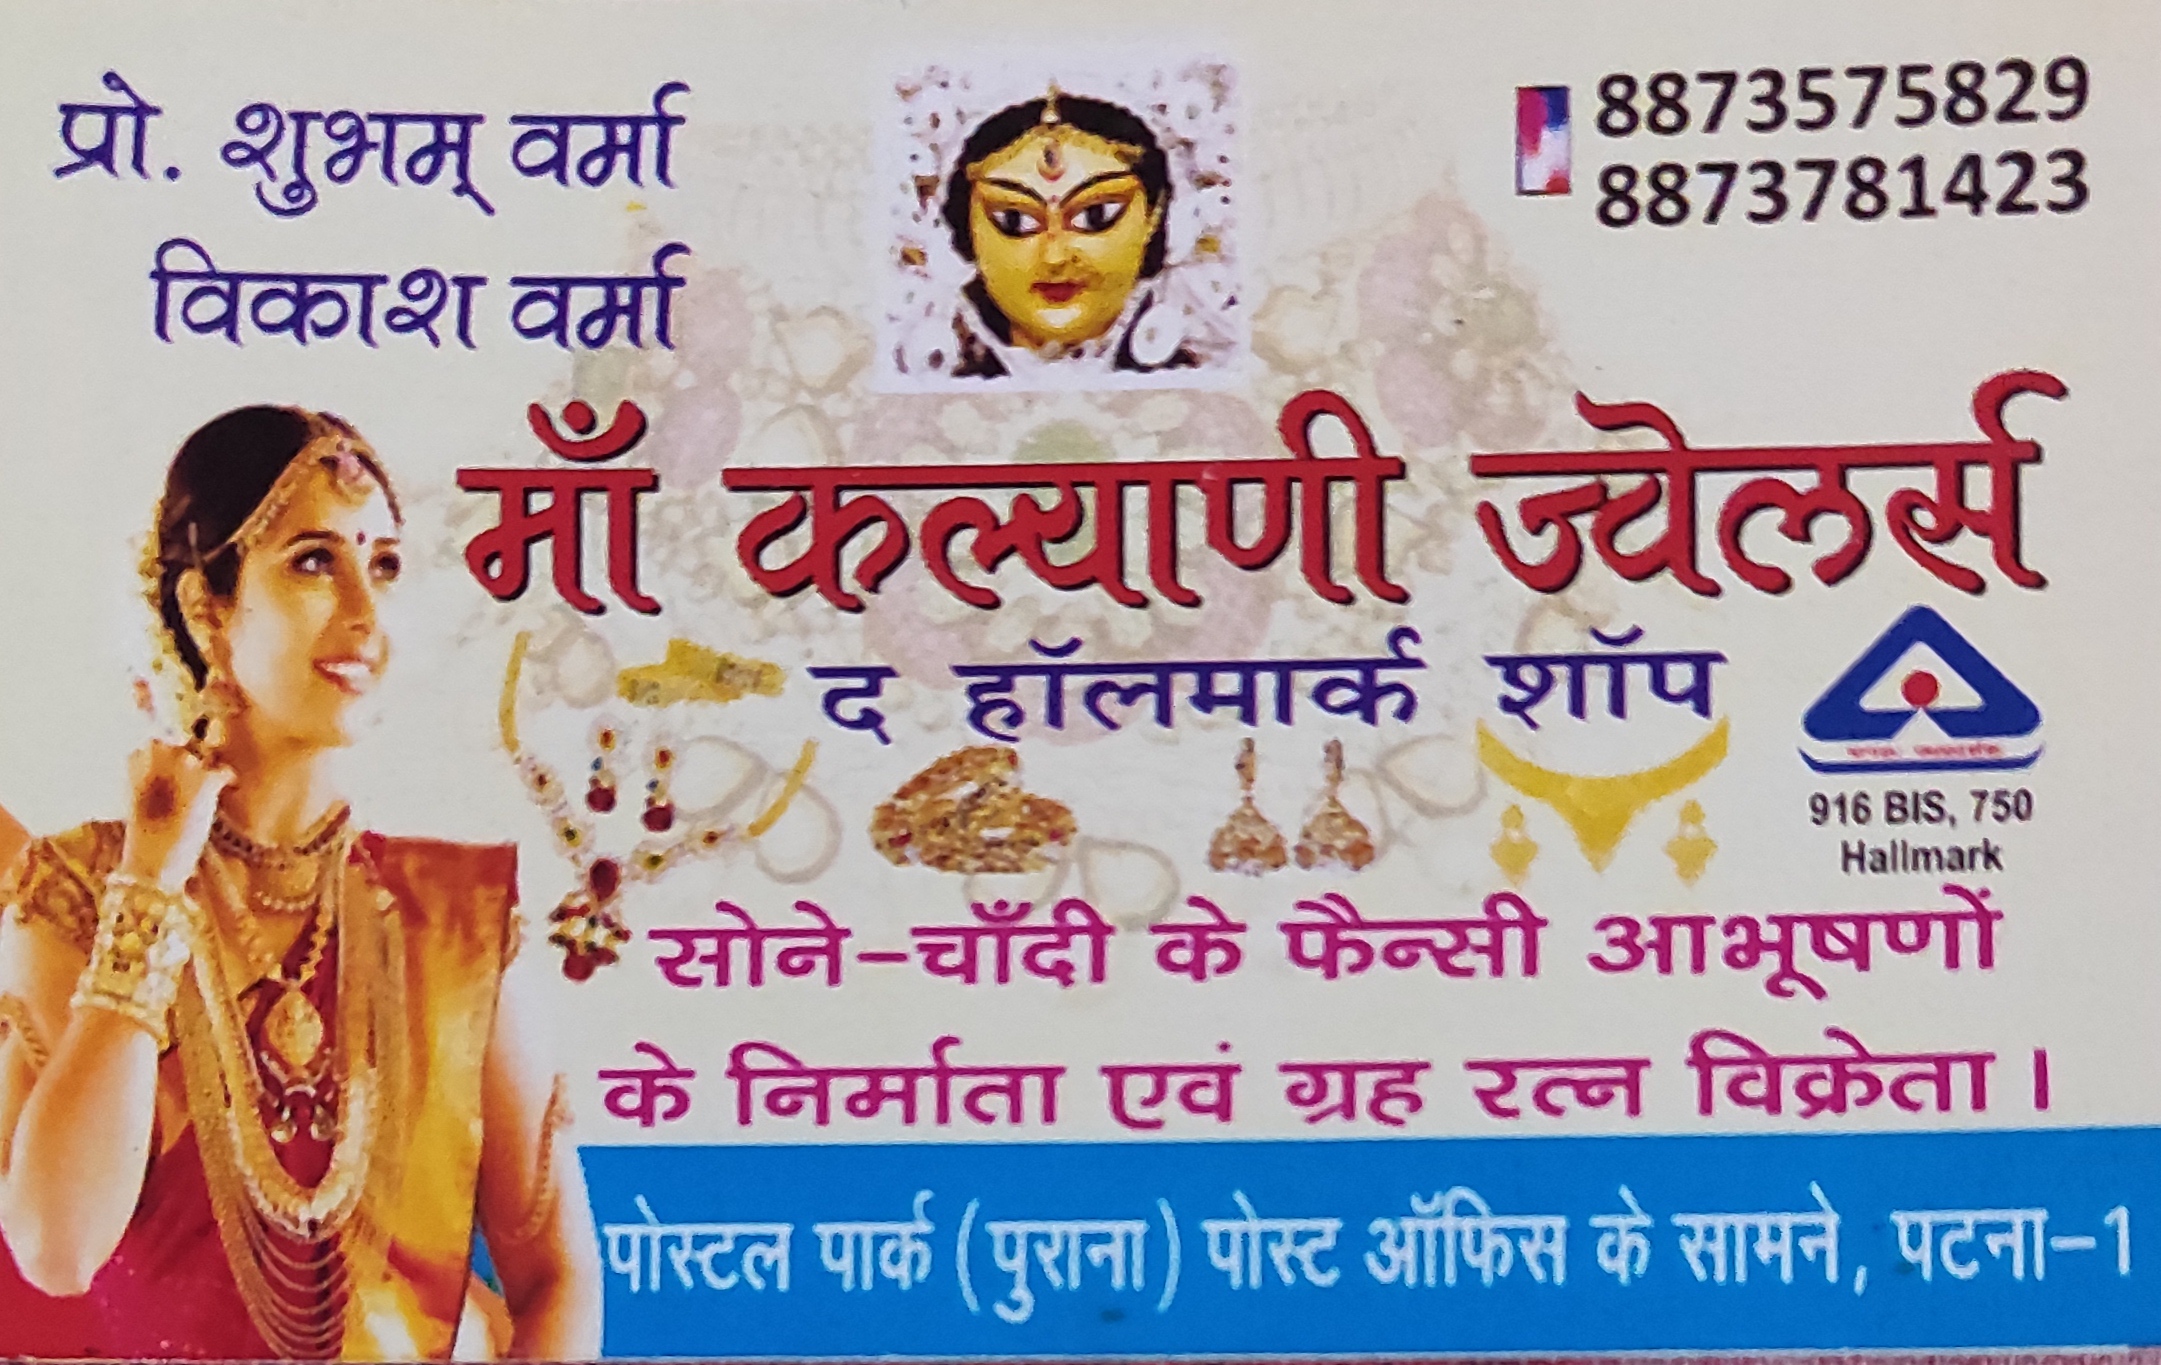 प्रो. शुभम् वर्मा
विकाश वर्मा
8873575829
8873781423
माँ कल्याणी ज्वेलर्स
द हॉलमार्क शॉप
916 BIS, 750
Hallmark
सोने-चाँदी के फैन्सी आभूषणों
के निर्माता एवं ग्रह रत्न विक्रेता।
पोस्टल पार्क (पुराना) पोस्ट ऑफिस के सामने, पटना-1